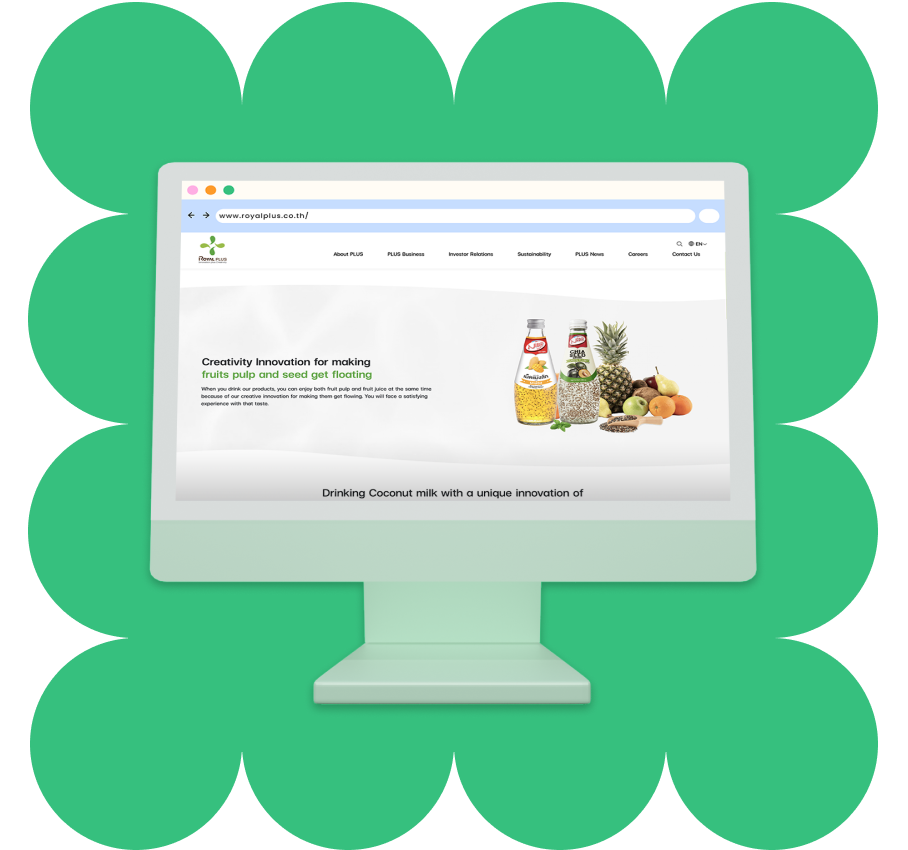 www.royalplus.co.th/
EN
ROYAL PLUS
About PLUS
PLUS Business
Investor Relations
Sustainability
PLUS News
Careers
Contact Us
CHIA
SEED
Creativity Innovation for making
fruits pulp and seed get floating
When you drink our products, you can enjoy both fruit pulp and fruit juice at the same time
because of our creative innovation for making them get flowing. You will face a satisfying
experience with that taste.
Drinking Coconut milk with a unique innovation of